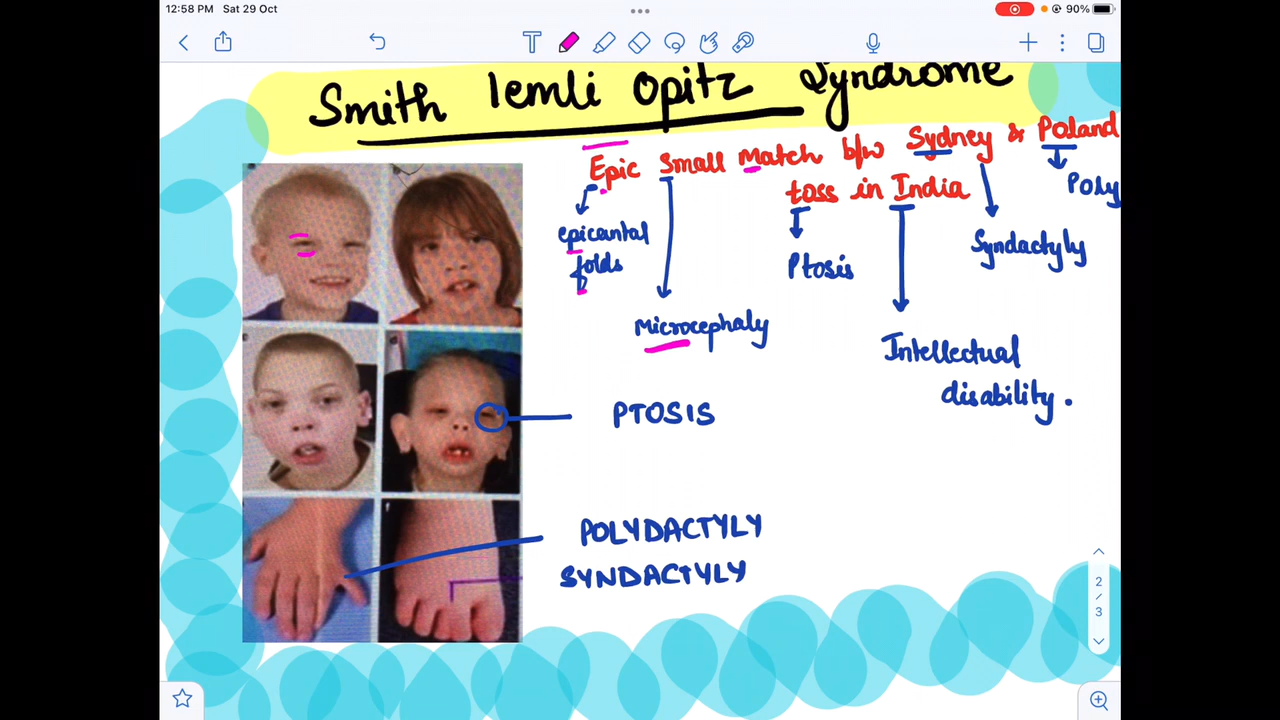 12:58 PM Sat 29 Oct
90%
T
Smith lemli opitz Syndrome
Epic Small Match b/w Sydney & Poland
toss in India
Poly
epicantal
folds
Ptosis
Syndactyly
Microcephaly
Intellectual
disability.
PTOSIS
POLYDACTYLY
SYNDACTYLY
2
/
3